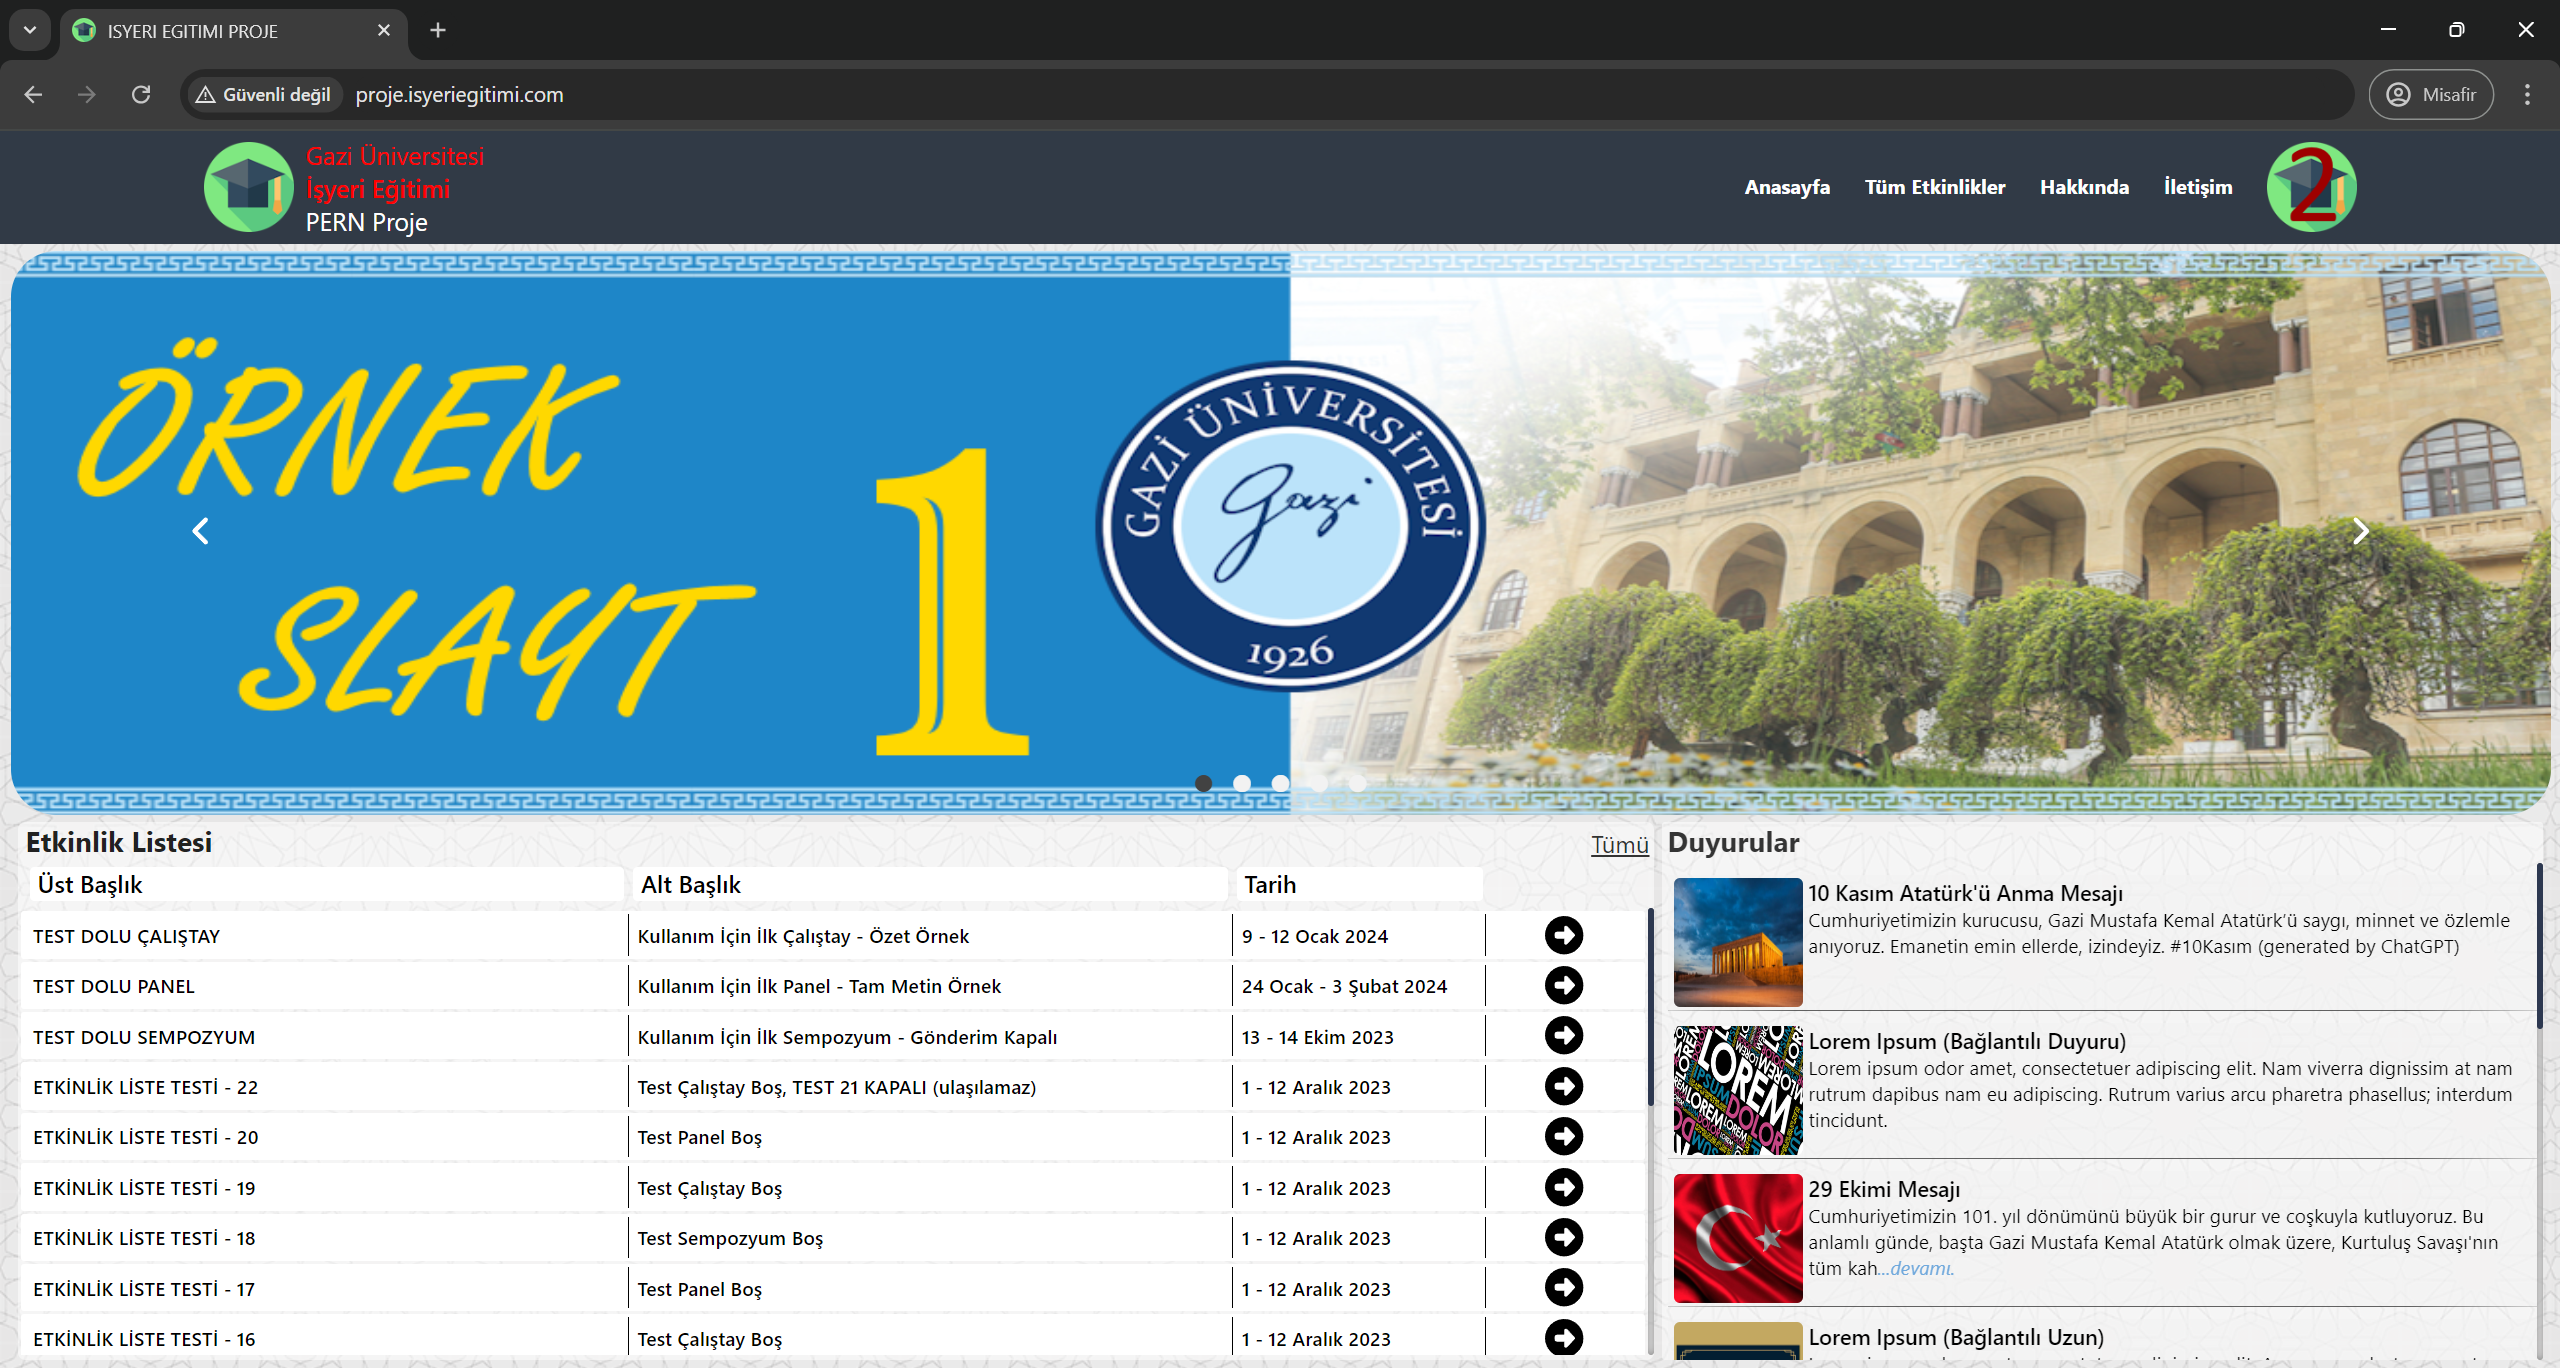 ISYERI EGITIMI PROJE
Güvenli değil
proje.isyeriegitimi.com
Misafir
Gazi Üniversitesi
İşyeri Eğitimi
PERN Proje
Anasayfa
Tüm Etkinlikler
Hakkında
İletişim
2
ÖRNEK
SLAYT
1
GAZİ ÜNİVERSİTESİ
gazi
1926
Etkinlik Listesi
Tümü
Üst Başlık Alt Başlık Tarih
TEST DOLU ÇALIŞTAY Kullanım İçin İlk Çalıştay - Özet Örnek 9 - 12 Ocak 2024
TEST DOLU PANEL Kullanım İçin İlk Panel - Tam Metin Örnek 24 Ocak - 3 Şubat 2024
TEST DOLU SEMPOZYUM Kullanım İçin İlk Sempozyum - Gönderim Kapalı 13 - 14 Ekim 2023
ETKİNLİK LİSTE TESTİ - 22 Test Çalıştay Boş, TEST 21 KAPALI (ulaşılamaz) 1 - 12 Aralık 2023
ETKİNLİK LİSTE TESTİ - 20 Test Panel Boş 1 - 12 Aralık 2023
ETKİNLİK LİSTE TESTİ - 19 Test Çalıştay Boş 1 - 12 Aralık 2023
ETKİNLİK LİSTE TESTİ - 18 Test Sempozyum Boş 1 - 12 Aralık 2023
ETKİNLİK LİSTE TESTİ - 17 Test Panel Boş 1 - 12 Aralık 2023
ETKİNLİK LİSTE TESTİ - 16 Test Çalıştay Boş 1 - 12 Aralık 2023
Duyurular
10 Kasım Atatürk'ü Anma Mesajı
Cumhuriyetimizin kurucusu, Gazi Mustafa Kemal Atatürk'ü saygı, minnet ve özlemle
anıyoruz. Emanetin emin ellerde, izindeyiz. #10Kasım (generated by ChatGPT)
LOREM
IPSUM
DOLOR
Lorem Ipsum (Bağlantılı Duyuru)
Lorem ipsum odor amet, consectetuer adipiscing elit. Nam viverra dignissim at nam
rutrum dapibus nam eu adipiscing. Rutrum varius arcu pharetra phasellus; interdum
tincidunt.
29 Ekimi Mesajı
Cumhuriyetimizin 101. yıl dönümünü büyük bir gurur ve coşkuyla kutluyoruz. Bu
anlamlı günde, başta Gazi Mustafa Kemal Atatürk olmak üzere, Kurtuluş Savaşı'nın
tüm kah...devamı.
Lorem Ipsum (Bağlantılı Uzun)